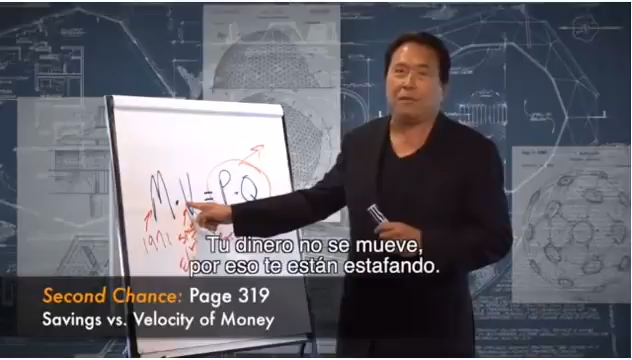 M · V = P · Q
1971
Tu dinero no se mueve,
por eso te están estafando.
Second Chance: Page 319
Savings vs. Velocity of Money